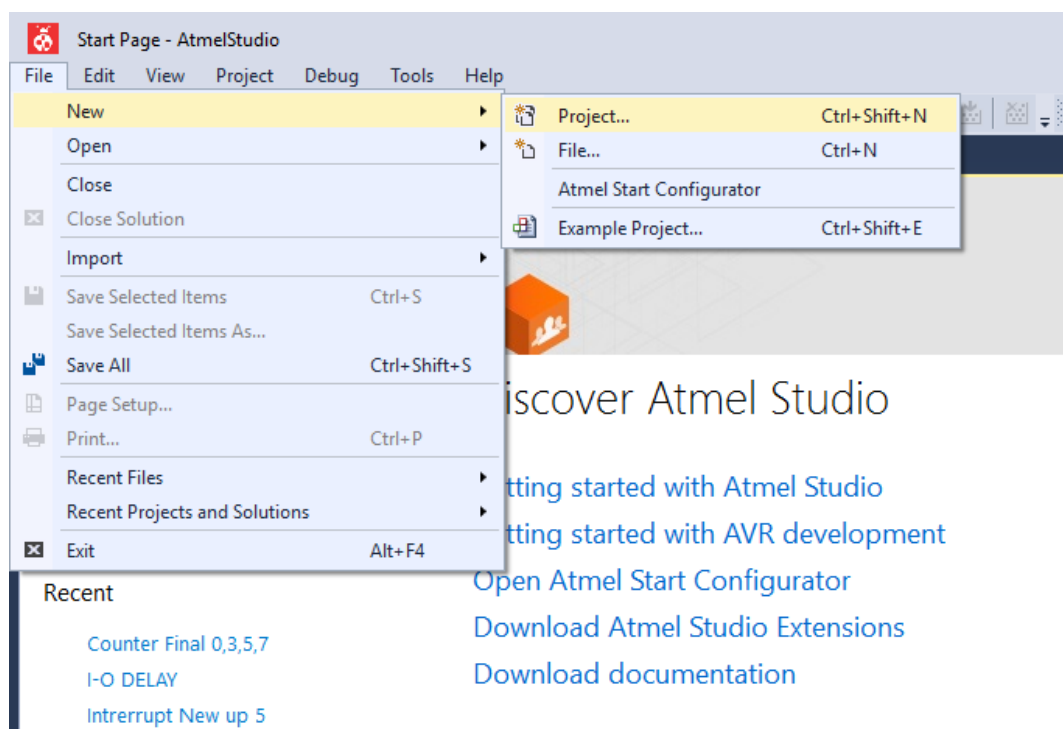 Start Page - AtmelStudio
File Edit View Project Debug Tools Help
New
Open
Close
Close Solution
Import
Save Selected Items Ctrl+S
Save Selected Items As...
Save All Ctrl+Shift+S
Page Setup...
Print... Ctrl+P
Recent Files
Recent Projects and Solutions
Exit Alt+F4
Project... Ctrl+Shift+N
File... Ctrl+N
Atmel Start Configurator
Example Project... Ctrl+Shift+E
iscover Atmel Studio
tting started with Atmel Studio
tting started with AVR development
Open Atmel Start Configurator
Download Atmel Studio Extensions
Download documentation
Recent
Counter Final 0,3,5,7
I-O DELAY
Intrerrupt New up 5